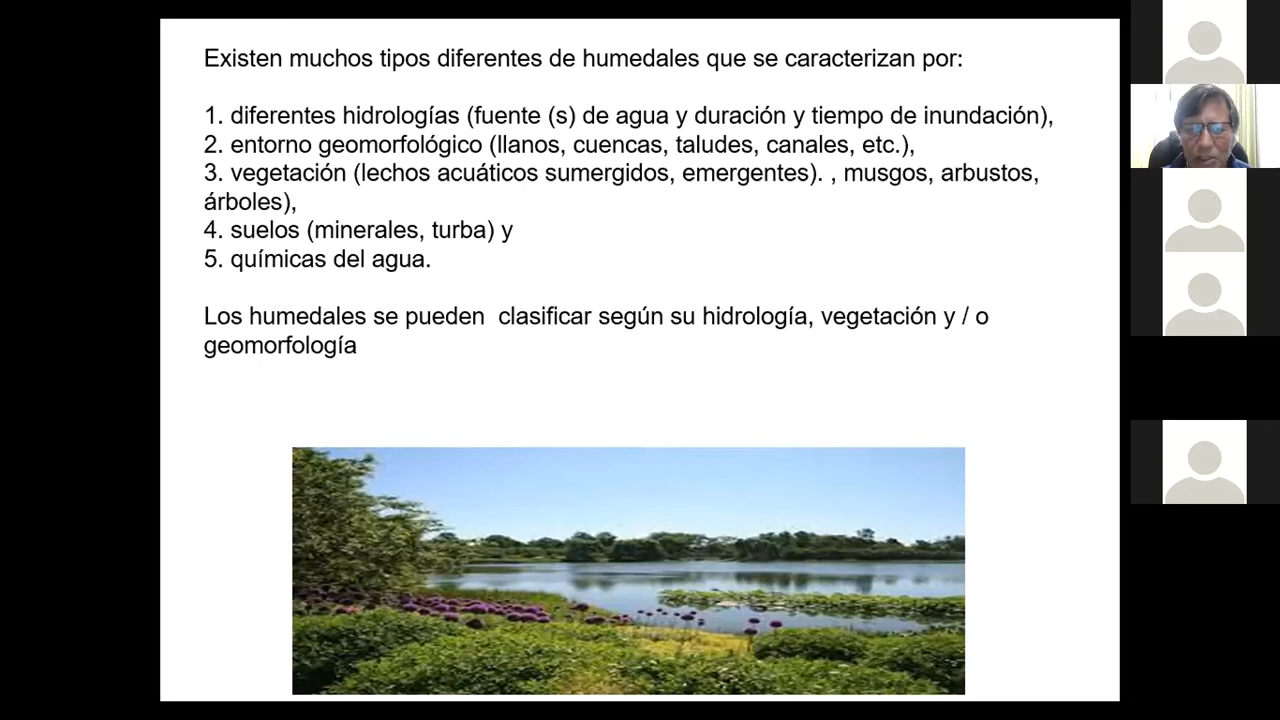 Existen muchos tipos diferentes de humedales que se caracterizan por:
1. diferentes hidrologías (fuente (s) de agua y duración y tiempo de inundación),
2. entorno geomorfológico (llanos, cuencas, taludes, canales, etc.),
3. vegetación (lechos acuáticos sumergidos, emergentes). , musgos, arbustos,
árboles),
4. suelos (minerales, turba) y
5. químicas del agua.
Los humedales se pueden  clasificar según su hidrología, vegetación y / o
geomorfología